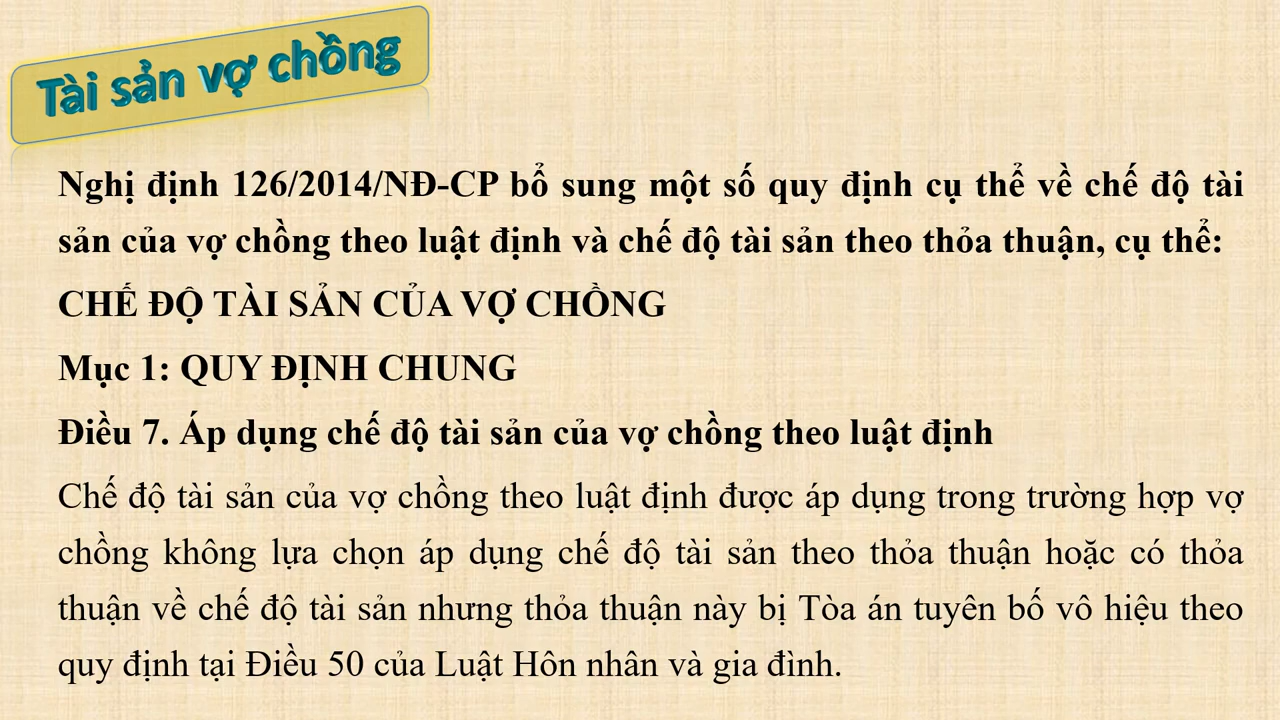 Tài sản vợ chồng
Nghị định 126/2014/NĐ-CP bổ sung một số quy định cụ thể về chế độ tài
sản của vợ chồng theo luật định và chế độ tài sản theo thỏa thuận, cụ thể:
CHẾ ĐỘ TÀI SẢN CỦA VỢ CHỒNG
Mục 1: QUY ĐỊNH CHUNG
Điều 7. Áp dụng chế độ tài sản của vợ chồng theo luật định
Chế độ tài sản của vợ chồng theo luật định được áp dụng trong trường hợp vợ
chồng không lựa chọn áp dụng chế độ tài sản theo thỏa thuận hoặc có thỏa
thuận về chế độ tài sản nhưng thỏa thuận này bị Tòa án tuyên bố vô hiệu theo
quy định tại Điều 50 của Luật Hôn nhân và gia đình.